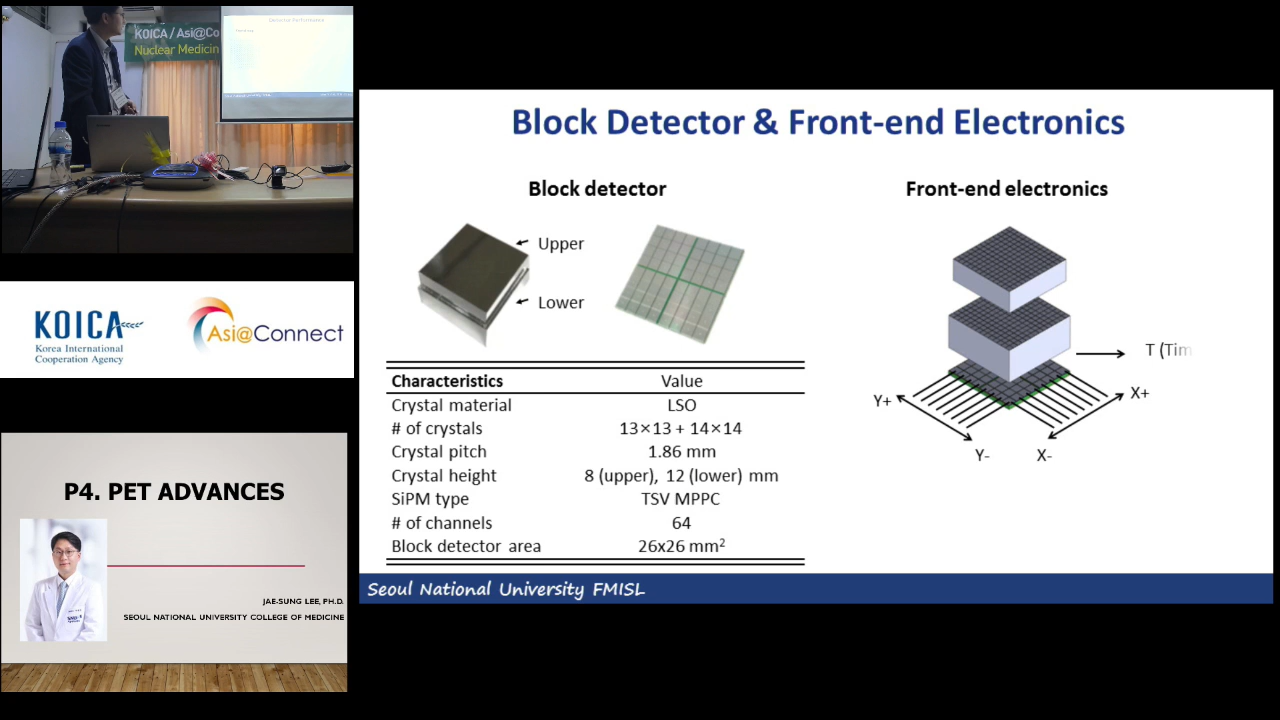 KOICA / Asi@Co
Nuclear Medicin
Detector Performance
KOICA
Korea International
Cooperation Agency
Asi@Connect
P4. PET ADVANCES
JAE-SUNG LEE, PH.D.
SEOUL NATIONAL UNIVERSITY COLLEGE OF MEDICINE
Block Detector & Front-end Electronics
Block detector
Upper
Lower
Characteristics Value
Crystal material LSO
# of crystals 13×13 + 14×14
Crystal pitch 1.86 mm
Crystal height 8 (upper), 12 (lower) mm
SiPM type TSV MPPC
# of channels 64
Block detector area 26x26 mm²
Front-end electronics
T (Tim
Y+
X+
Y-
X-
Seoul National University FMISL